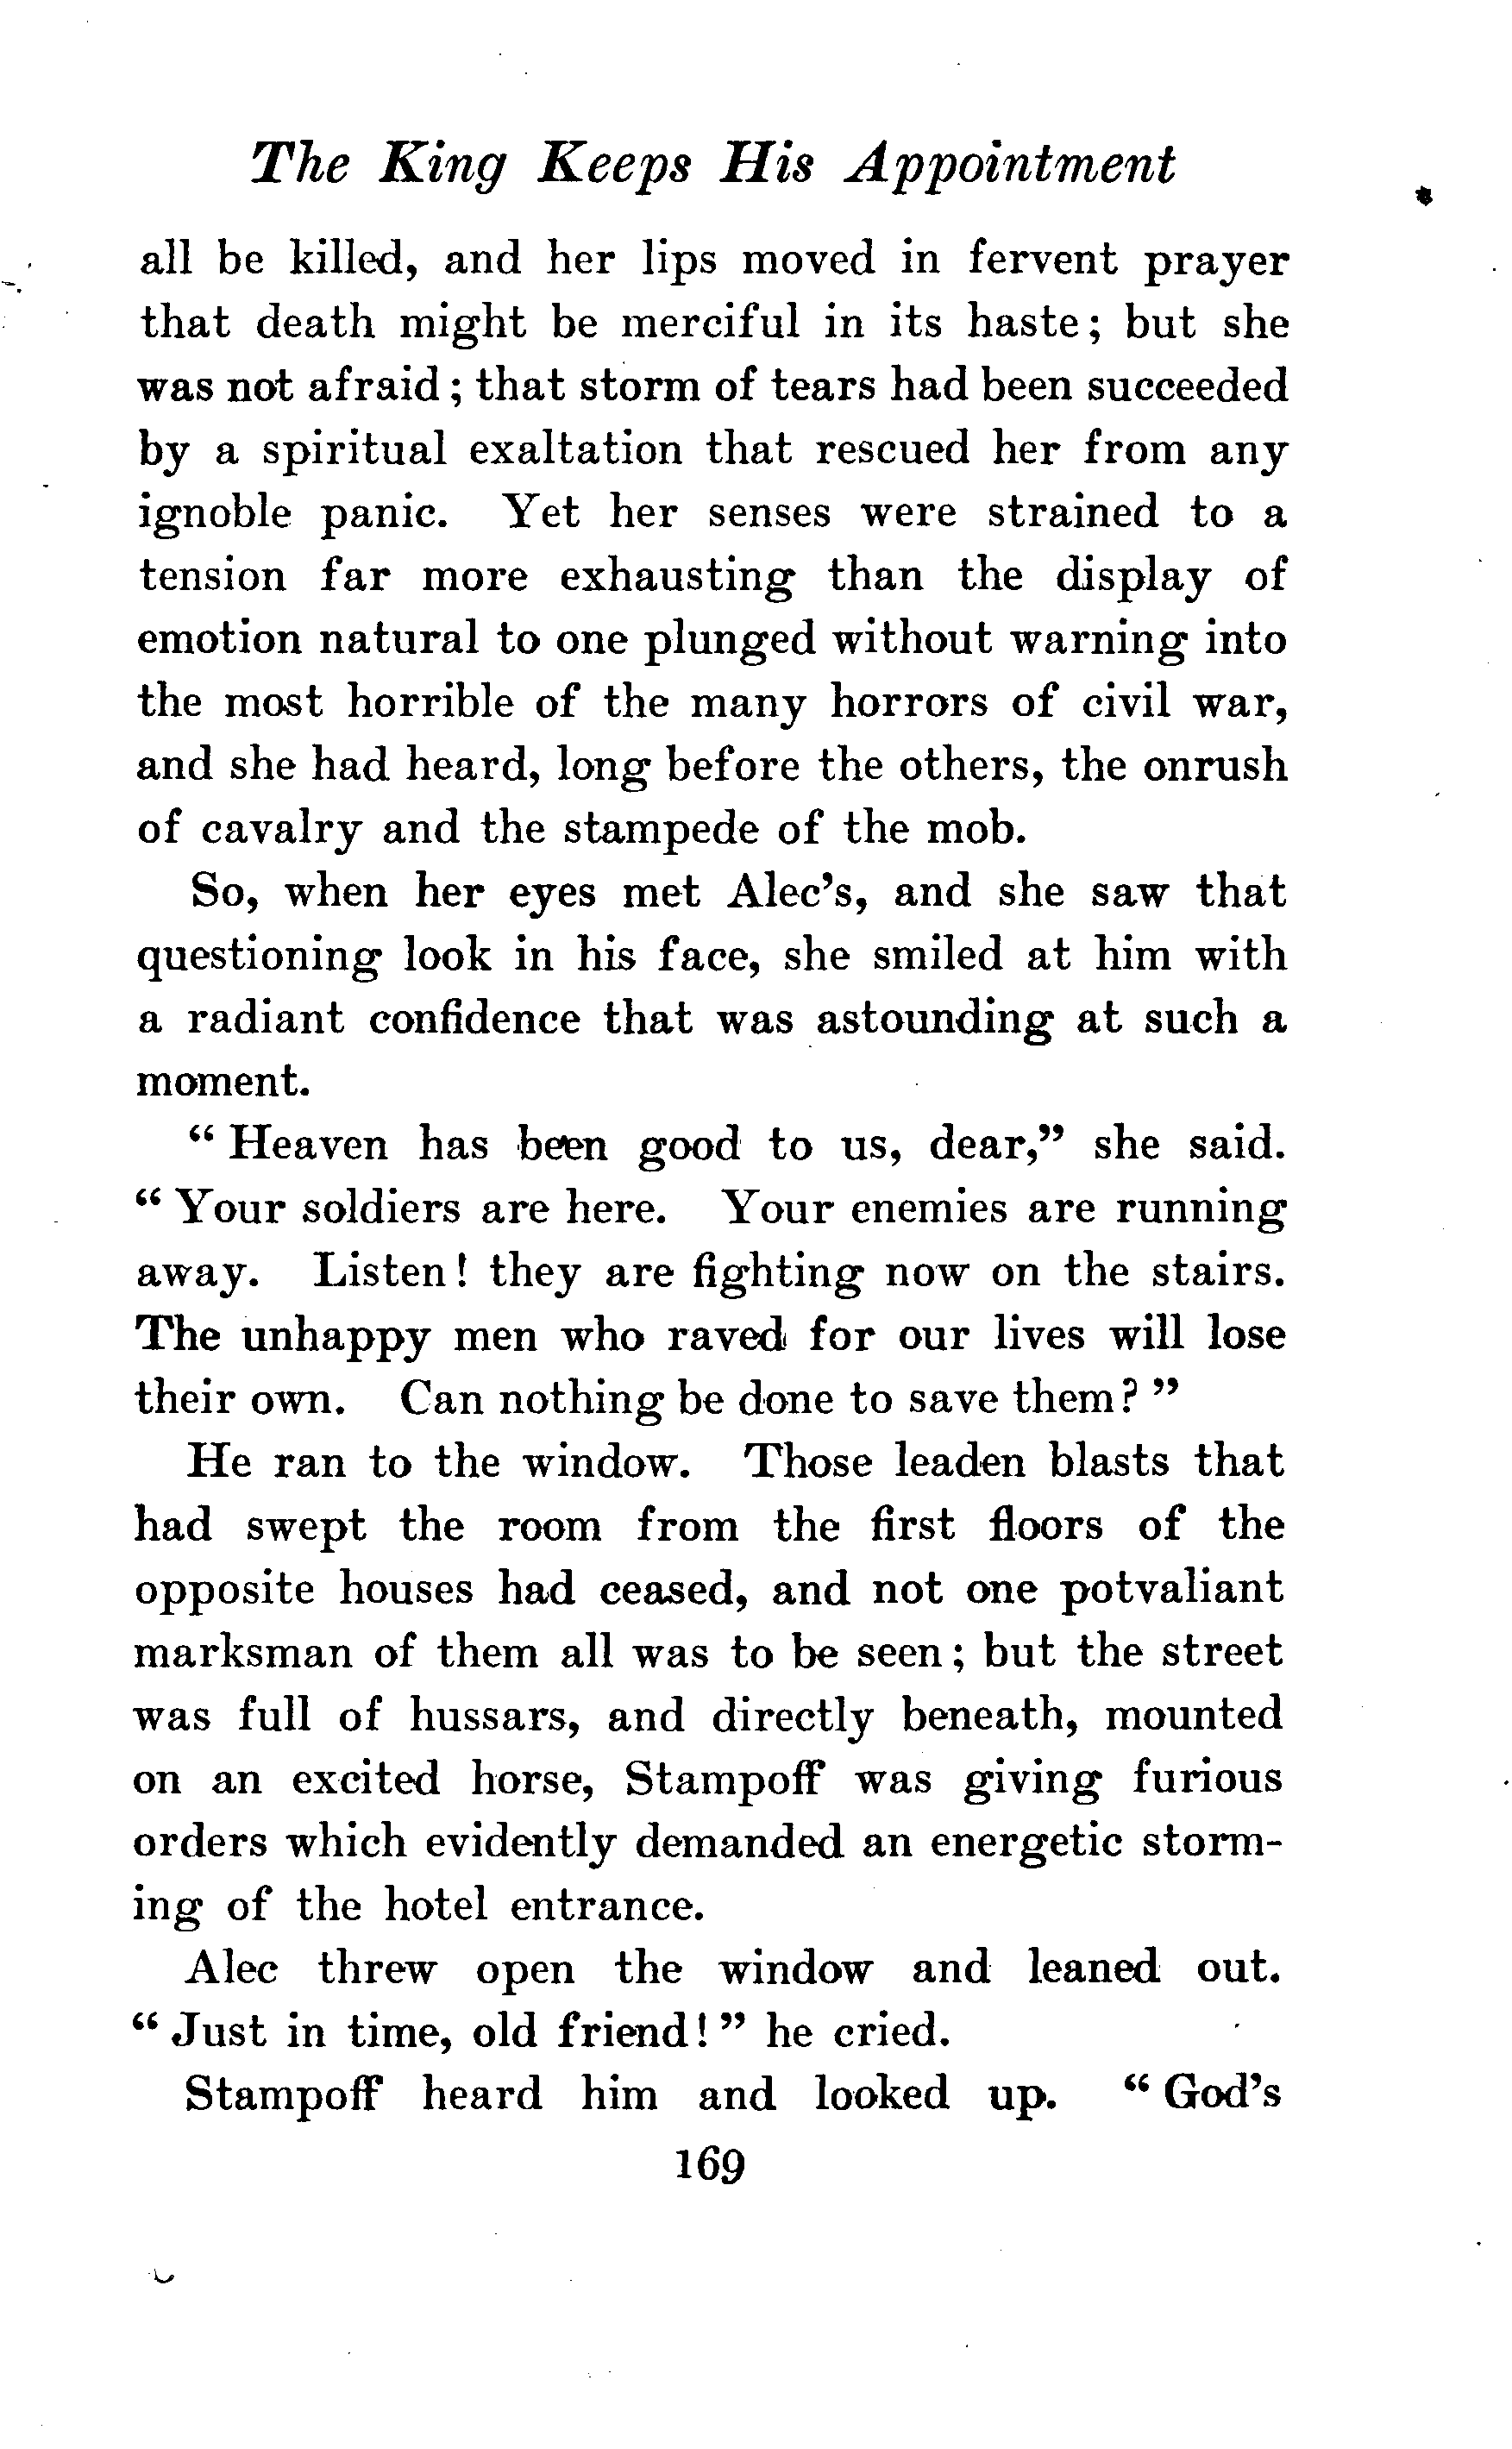 The King Keeps His Appointment
all be killed, and her lips moved in fervent prayer
that death might be merciful in its haste; but she
was not afraid; that storm of tears had been succeeded
by a spiritual exaltation that rescued her from any
ignoble panic. Yet her senses were strained to a
tension far more exhausting than the display of
emotion natural to one plunged without warning into
the most horrible of the many horrors of civil war,
and she had heard, long before the others, the onrush
of cavalry and the stampede of the mob.
So, when her eyes met Alec's, and she saw that
questioning look in his face, she smiled at him with
a radiant confidence that was astounding at such a
moment.
“ Heaven has been good to us, dear,” she said.
“ Your soldiers are here. Your enemies are running
away. Listen! they are fighting now on the stairs.
The unhappy men who raved for our lives will lose
their own. Can nothing be done to save them? ”
He ran to the window. Those leaden blasts that
had swept the room from the first floors of the
opposite houses had ceased, and not one potvaliant
marksman of them all was to be seen; but the street
was full of hussars, and directly beneath, mounted
on an excited horse, Stampoff was giving furious
orders which evidently demanded an energetic storm-
ing of the hotel entrance.
Alec threw open the window and leaned out.
“ Just in time, old friend! ” he cried.
Stampoff heard him and looked up. “ God's
169